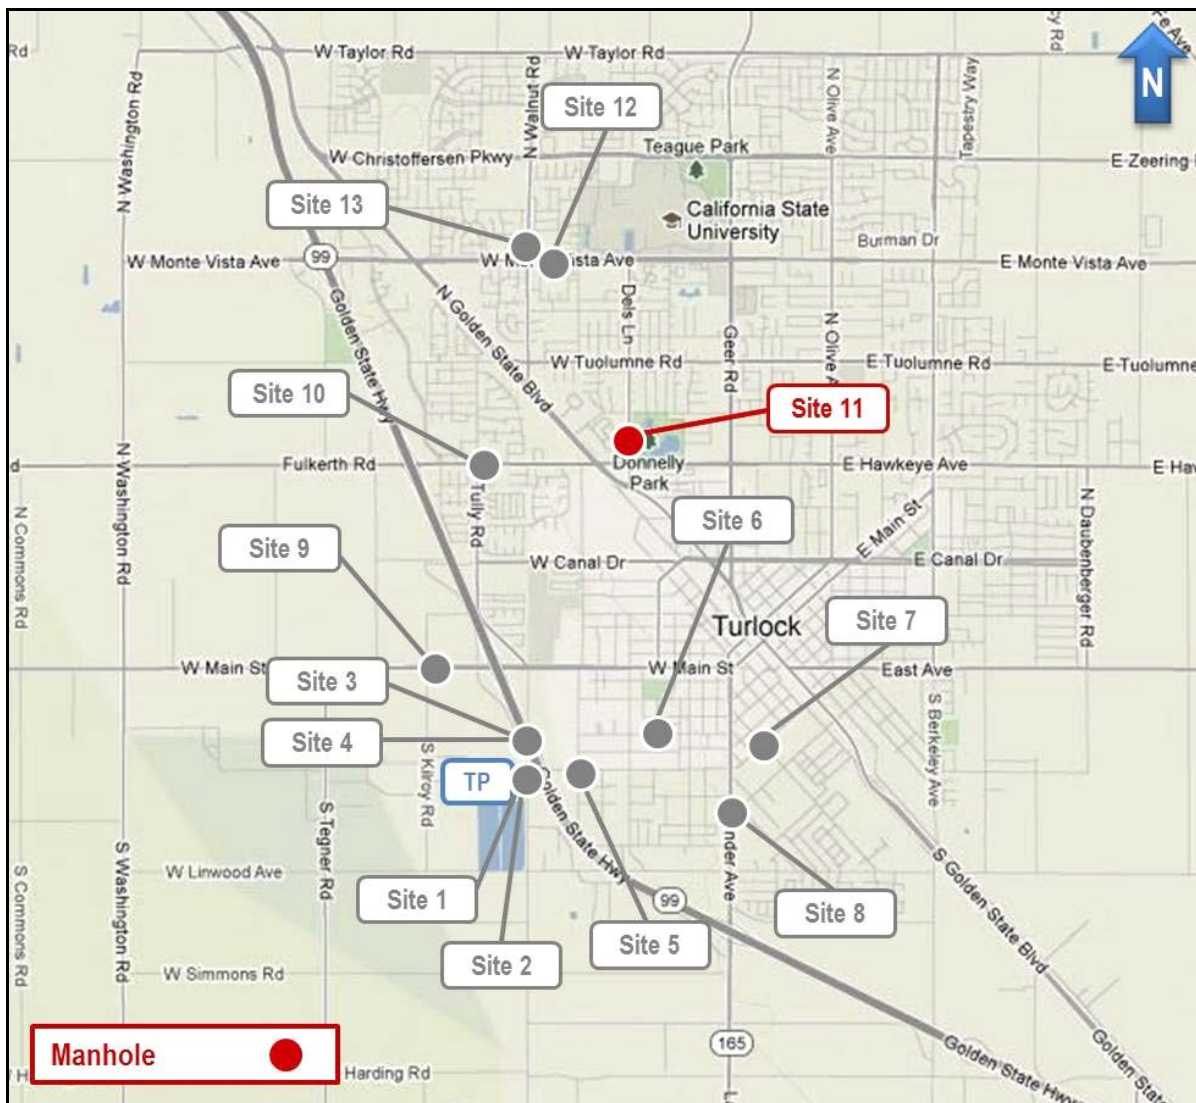 Rd
W Taylor Rd
W Taylor Rd
N
N Washington Rd
N Walnut Rd
Site 12
N Olive Ave
Tapestry Way
W Christoffersen Pkwy
Teague Park
E Zeering
Site 13
California State
University
Burman Dr
99
W Monte Vista Ave
E Monte Vista Ave
Golden State Hwy
N Golden State Blvd
Dels Ln
Geer Rd
N Olive A
W Tuolumne Rd
E Tuolumne Rd
E Tuolumne
Site 10
Site 11
Fulkerth Rd
Donnelly
Park
E Hawkeye Ave
E Haw
N Commons Rd
N Washington Rd
Tully Rd
Site 6
E Main St
N Daubenberger Rd
Site 9
W Canal Dr
E Canal Dr
Turlock
Site 7
W Main St
W Main St
East Ave
Site 3
Site 4
S Berkeley Ave
TP
S Kilroy Rd
Golden State Hwy
S Tegner Rd
S Commons Rd
S Washington Rd
W Linwood Ave
nder Ave
S Golden State Blvd
Site 1
99
Site 8
Site 2
Site 5
W Simmons Rd
Manhole
165
Golden State Hwy
Golden State
Harding Rd